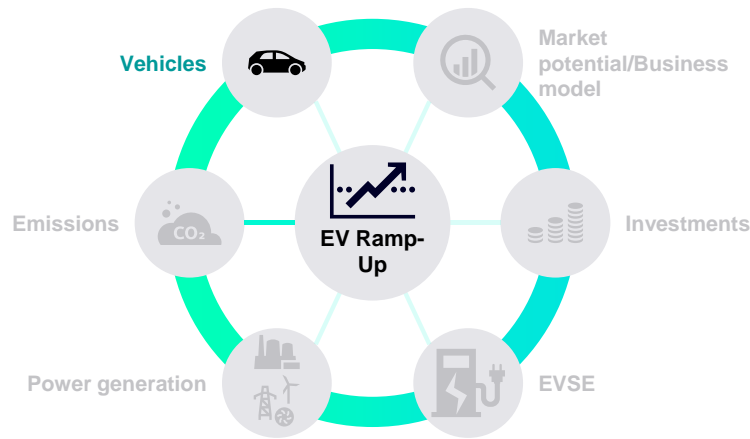 Vehicles
Market
potential/Business
model
Emissions
CO₂
EV Ramp-
Up
Investments
Power generation
EVSE